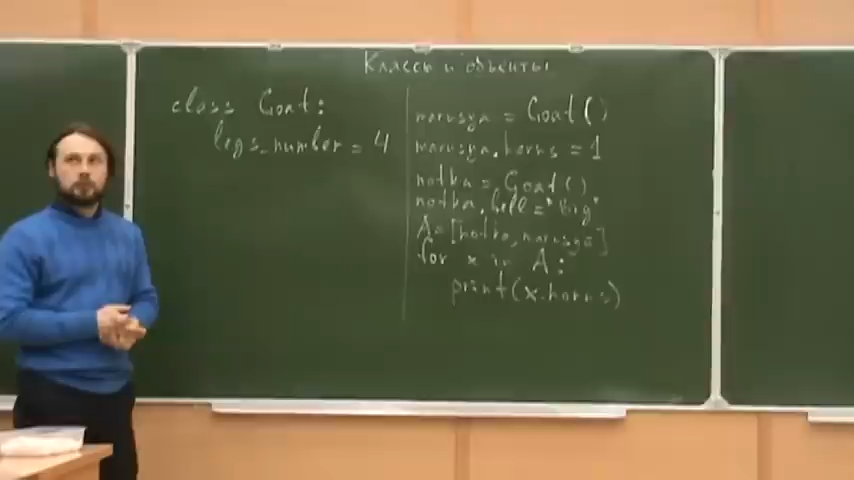 Классы и объекты
class Goat:
legs_number = 4
marusya = Goat()
marusya.horns = 1
notka = Goat()
notka.bell = "Big"
A = [notka, marusya]
for x in A:
print(x.horns)